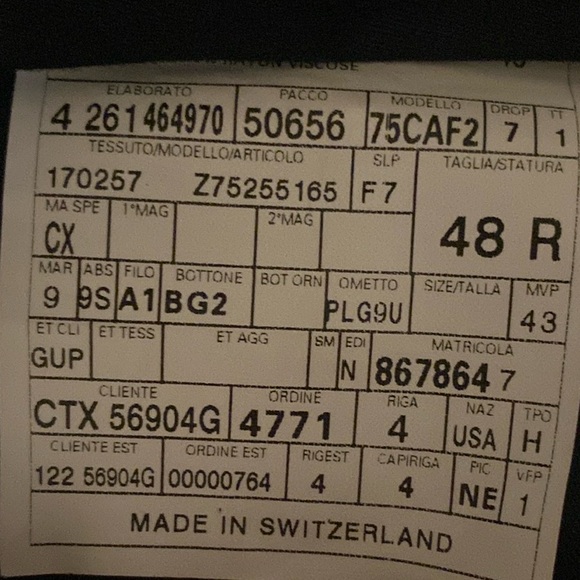 RAYON VISCOSE
ELABORATO PACCO MODELLO DROP TT
4 261464970 50656 75CAF2 7 1
TESSUTO/MODELLO/ARTICOLO SLP TAGLIA/STATURA
170257 Z75255165 F7 48 R
MA SPE 1°MAG 2°MAG
CX
MAR ABS FILO BOTTONE BOT ORN OMETTO SIZE/TALLA MVP
9 9S A1 BG2 PLG9U 43
ET CLI ET TESS ET AGG SM EDI MATRICOLA
GUP N 867864 7
CLIENTE ORDINE RIGA NAZ TPO
CTX 56904G 4771 4 USA H
CLIENTE EST ORDINE EST RIGEST CAPIRIGA PIC VFP
122 56904G 00000764 4 4 NE 1
MADE IN SWITZERLAND